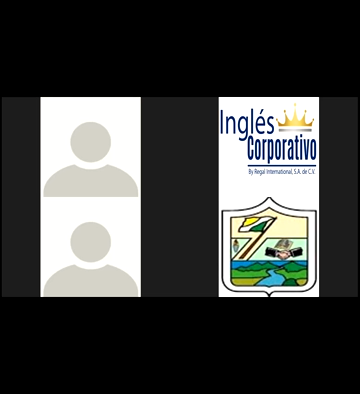 Inglés
Corporativo
By Regal International, S.A. de C.V.